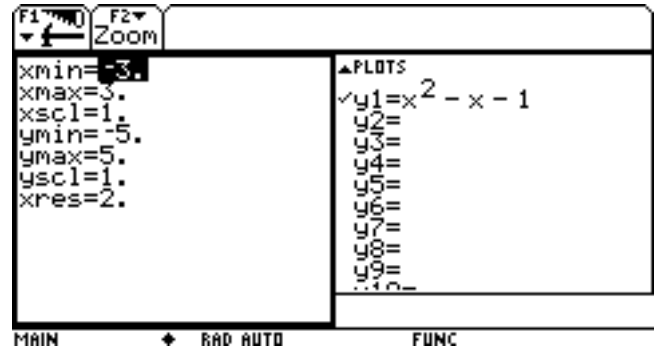 F1 F2
Zoom
xmin=⁻3.
xmax=3.
xscl=1.
ymin=⁻5.
ymax=5.
yscl=1.
xres=2.
PLOTS
✓y1=x² - x - 1
y2=
y3=
y4=
y5=
y6=
y7=
y8=
y9=
MAIN RAD AUTO FUNC